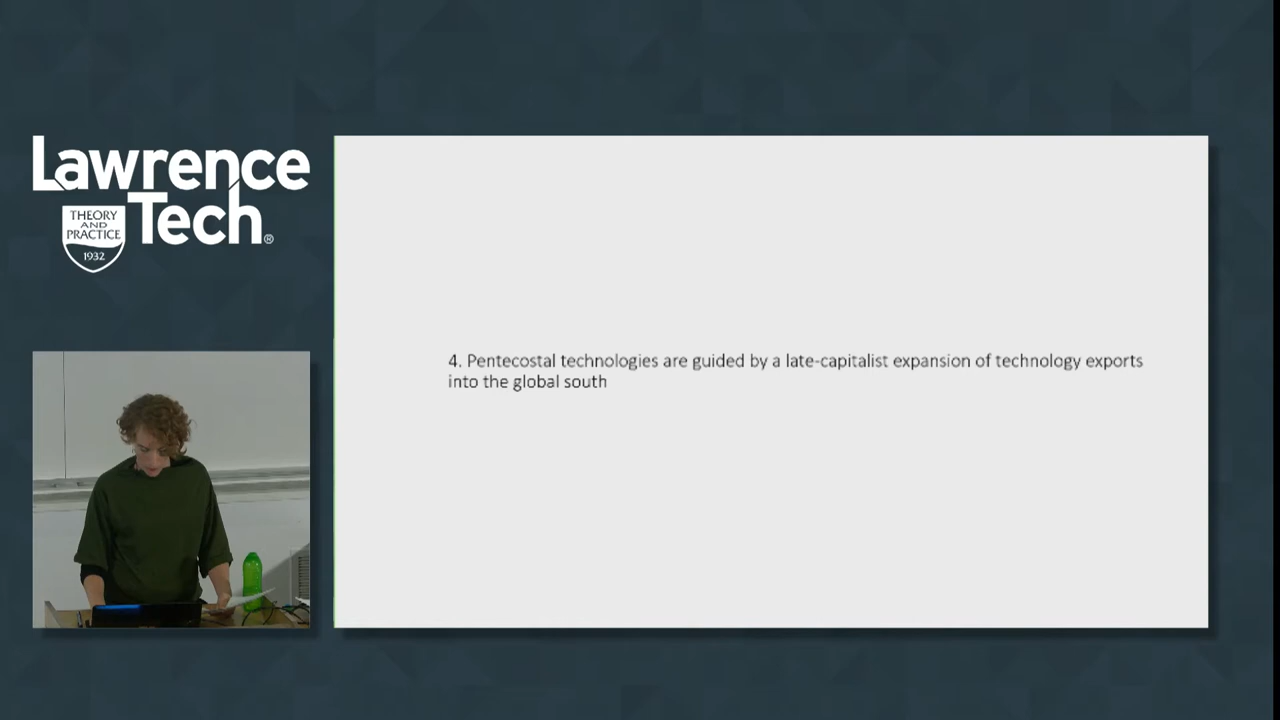 Lawrence
Tech®
THEORY
AND
PRACTICE
1932
4. Pentecostal technologies are guided by a late-capitalist expansion of technology exports
into the global south